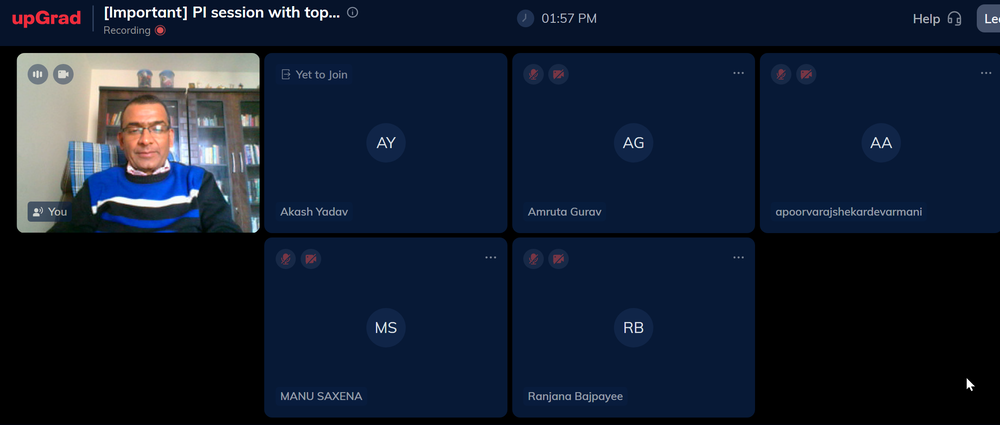 upGrad
[Important] PI session with top...
Recording
01:57 PM
Help
Lea
You
Yet to Join
AY
Akash Yadav
AG
Amruta Gurav
AA
apoorvarajshekardevarmani
MS
MANU SAXENA
RB
Ranjana Bajpayee